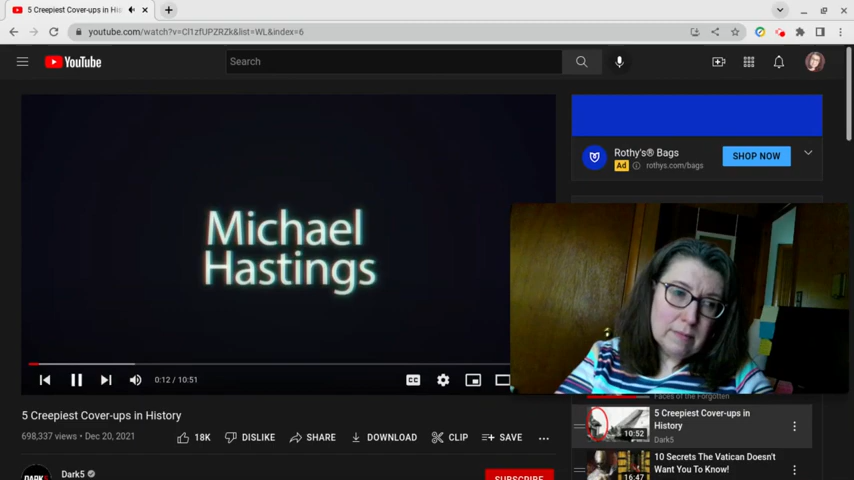 5 Creepiest Cover-ups in His
youtube.com/watch?v=Cl1zfUPZRZk&list=WL&index=6
YouTube
Search
Michael
Hastings
0:12 / 10:51
CC
Rothy's® Bags
Ad
rothys.com/bags
SHOP NOW
5 Creepiest Cover-ups in History
698,337 views • Dec 20, 2021
18K
DISLIKE
SHARE
DOWNLOAD
CLIP
SAVE
Dark5
SUBSCRIBE
Faces of the Forgotten
5 Creepiest Cover-ups in
History
Dark5
10:52
10 Secrets The Vatican Doesn't
Want You To Know!
16:47